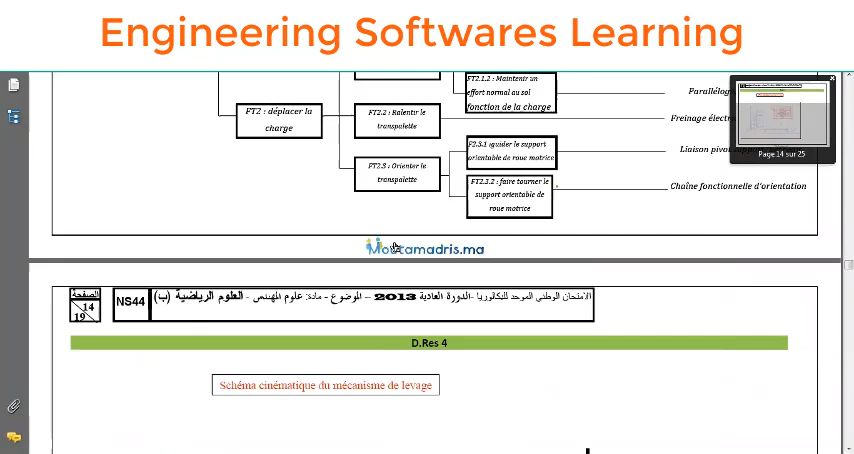 Engineering Softwares Learning
FT2.1.2 : Maintenir un
effort normal au sol
fonction de la charge
FT2 : déplacer la
charge
FT2.2 : Ralentir le
transpalette
Freinage électr
F2.3.1 :guider le support
orientable de roue motrice
Liaison pivot
FT2.3 : Orienter le
transpalette
FT2.3.2 : faire tourner le
support orientable de
roue motrice
Chaîne fonctionnelle d'orientation
Page 14 sur 25
Moutamadris.ma
الصفحة
14
19
NS44
الامتحان الوطني الموحد للبكالوريا -الدورة العادية 2013 – الموضوع - مادة: علوم المهندس - العلوم الرياضية (ب)
D.Res 4
Schéma cinématique du mécanisme de levage